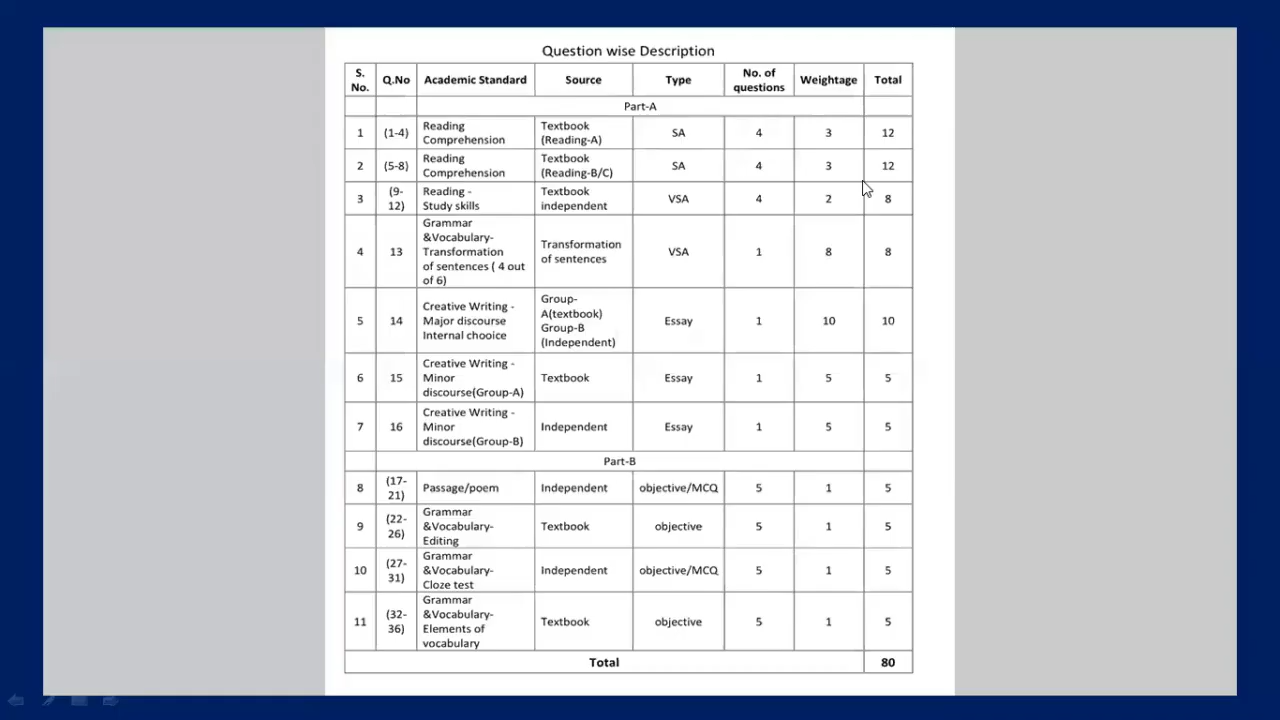 Question wise Description
S. No. Q.No Academic Standard Source Type No. of questions Weightage Total
Part-A
1 (1-4) Reading Comprehension Textbook (Reading-A) SA 4 3 12
2 (5-8) Reading Comprehension Textbook (Reading-B/C) SA 4 3 12
3 (9-12) Reading - Study skills Textbook independent VSA 4 2 8
4 13 Grammar &Vocabulary- Transformation of sentences ( 4 out of 6) Transformation of sentences VSA 1 8 8
5 14 Creative Writing - Major discourse Internal chooice Group-A(textbook) Group-B (Independent) Essay 1 10 10
6 15 Creative Writing - Minor discourse(Group-A) Textbook Essay 1 5 5
7 16 Creative Writing - Minor discourse(Group-B) Independent Essay 1 5 5
Part-B
8 (17-21) Passage/poem Independent objective/MCQ 5 1 5
9 (22-26) Grammar &Vocabulary- Editing Textbook objective 5 1 5
10 (27-31) Grammar &Vocabulary- Cloze test Independent objective/MCQ 5 1 5
11 (32-36) Grammar &Vocabulary- Elements of vocabulary Textbook objective 5 1 5
Total 80